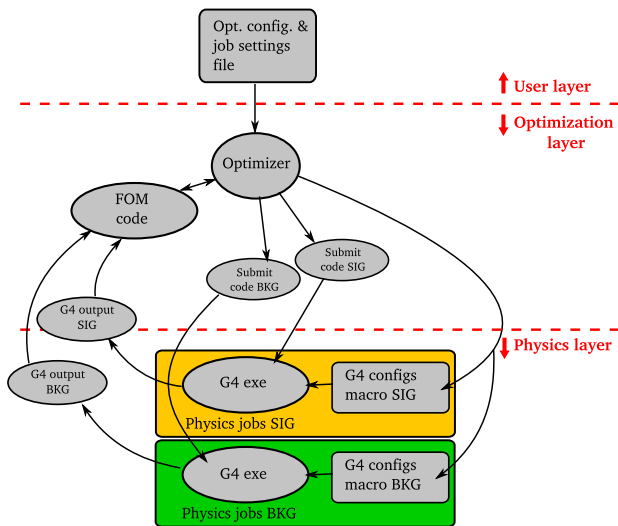 Opt. config. &
job settings
file
User layer
Optimization
layer
Optimizer
FOM
code
Submit
code SIG
Submit
code BKG
G4 output
SIG
Physics layer
G4 output
BKG
G4 exe
G4 configs
macro SIG
Physics jobs SIG
G4 exe
G4 configs
macro BKG
Physics jobs BKG